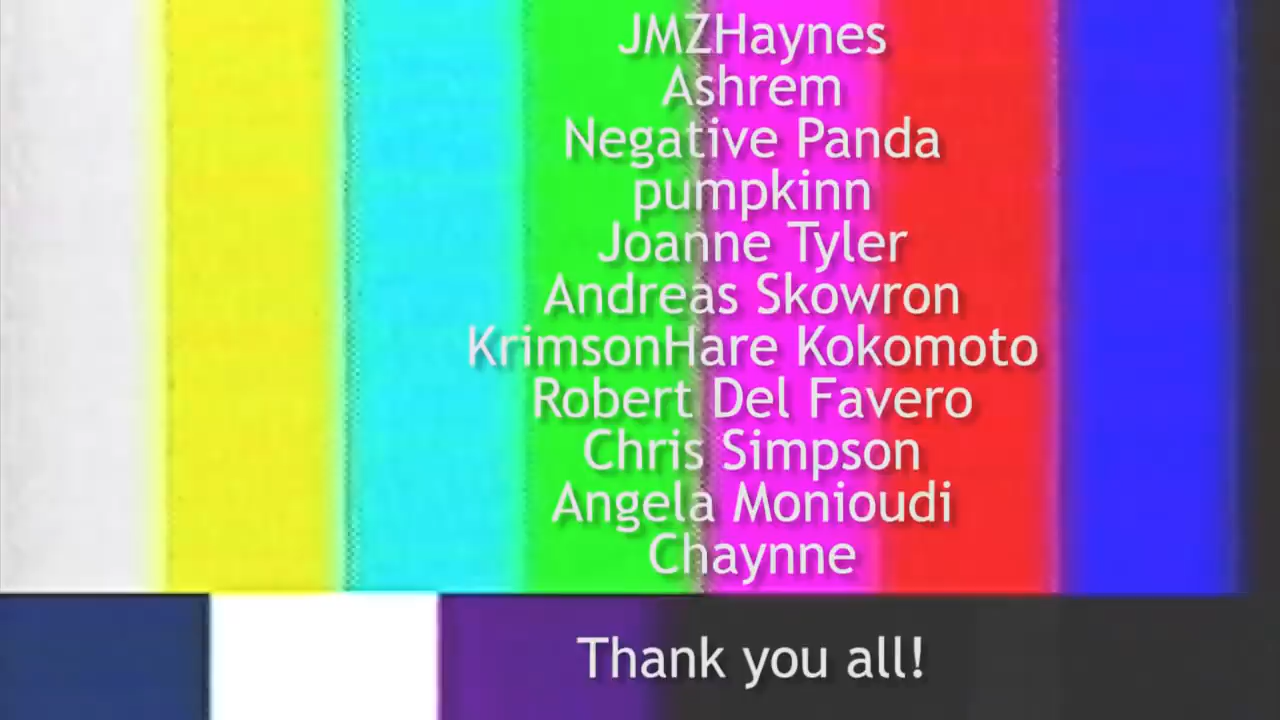 JMZHaynes
Ashrem
Negative Panda
pumpkinn
Joanne Tyler
Andreas Skowron
KrimsonHare Kokomoto
Robert Del Favero
Chris Simpson
Angela Monioudi
Chaynne
Thank you all!